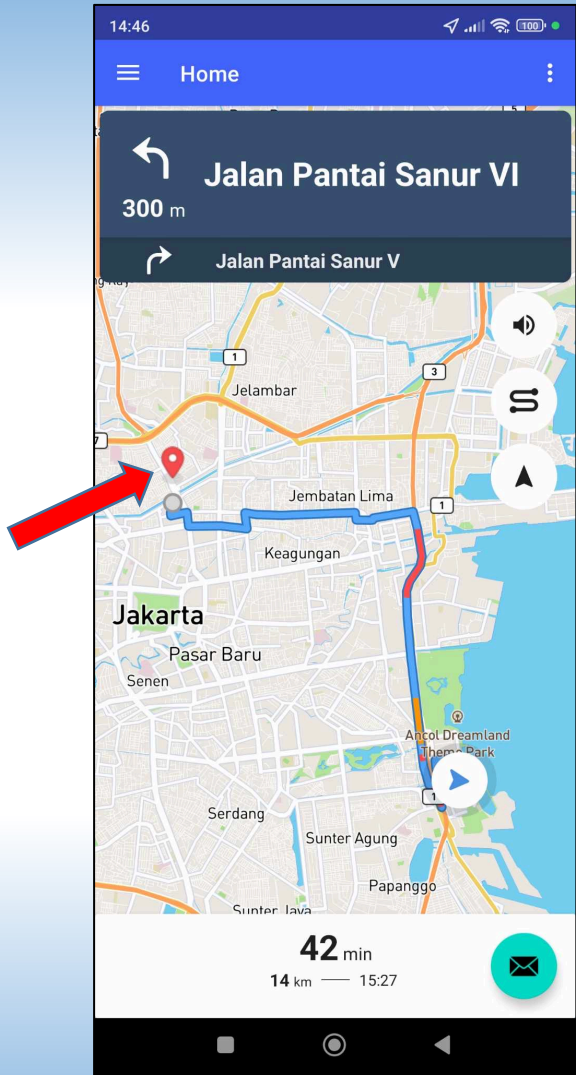 14:46
100
Home
5
Jalan Pantai Sanur VI
300 m
Jalan Pantai Sanur V
1
3
Jelambar
7
Jembatan Lima
1
Keagungan
Jakarta
Pasar Baru
Senen
Ancol Dreamland
Theme Park
1
Serdang
Sunter Agung
Papanggo
Sunter Jaya
42 min
14 km — 15:27